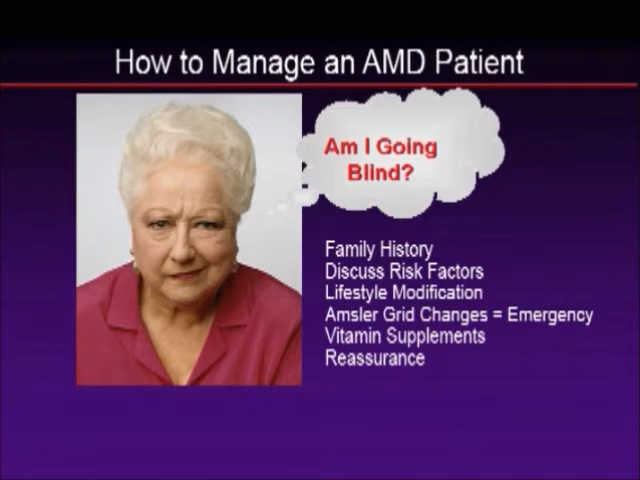 How to Manage an AMD Patient
Am I Going
Blind?
Family History
Discuss Risk Factors
Lifestyle Modification
Amsler Grid Changes = Emergency
Vitamin Supplements
Reassurance